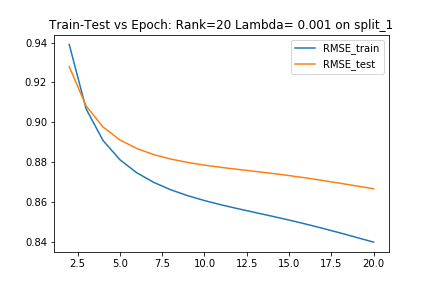 Train-Test vs Epoch: Rank=20 Lambda= 0.001 on split_1
RMSE_train
RMSE_test
0.94
0.92
0.90
0.88
0.86
0.84
2.5 5.0 7.5 10.0 12.5 15.0 17.5 20.0